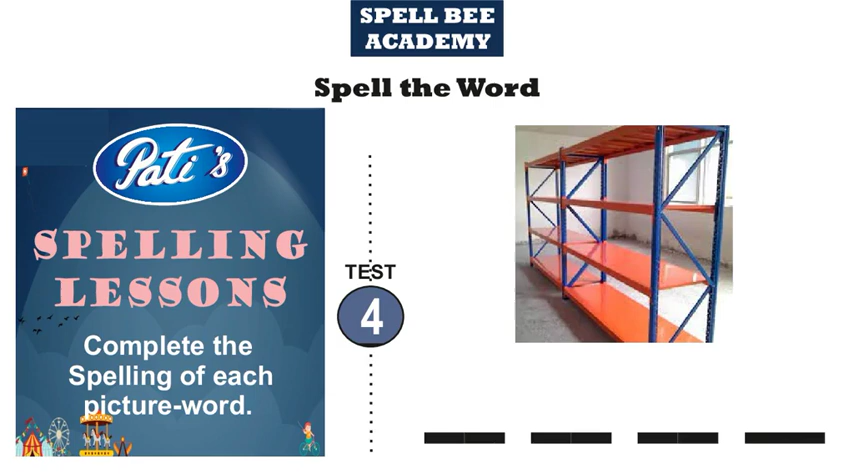 SPELL BEE
ACADEMY
Spell the Word
Pati's
SPELLING
LESSONS
Complete the
Spelling of each
picture-word.
TEST
4